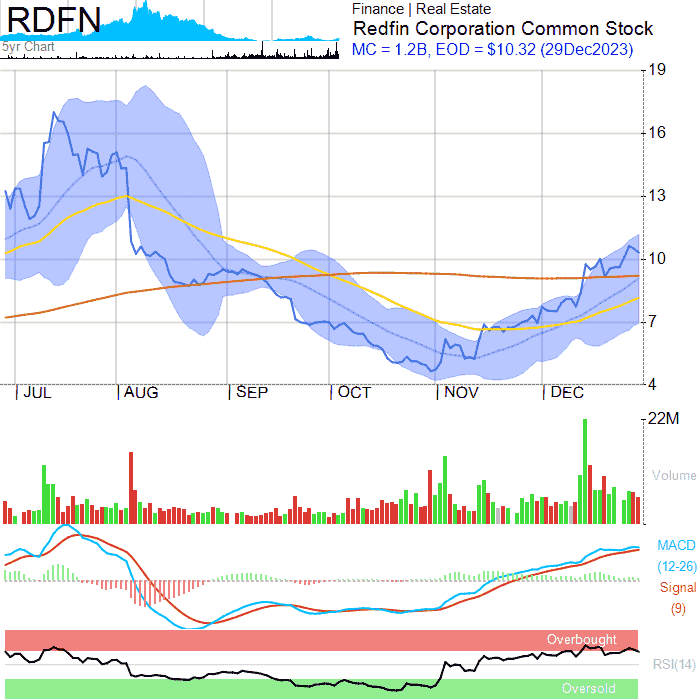 RDFN
5yr Chart
Finance | Real Estate
Redfin Corporation Common Stock
MC = 1.2B, EOD = $10.32 (29Dec2023)
19
16
13
10
7
4
JUL AUG SEP OCT NOV DEC
22M
Volume
MACD
(12-26)
Signal
(9)
Overbought
RSI(14)
Oversold